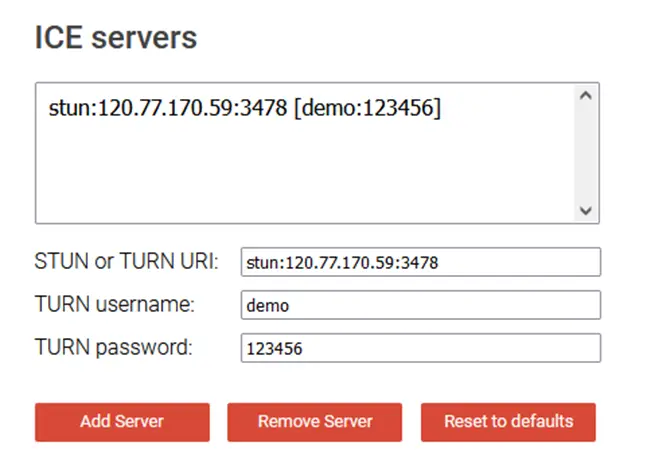 ICE servers
stun:120.77.170.59:3478 [demo:123456]
STUN or TURN URI: stun:120.77.170.59:3478
TURN username: demo
TURN password: 123456
Add Server Remove Server Reset to defaults